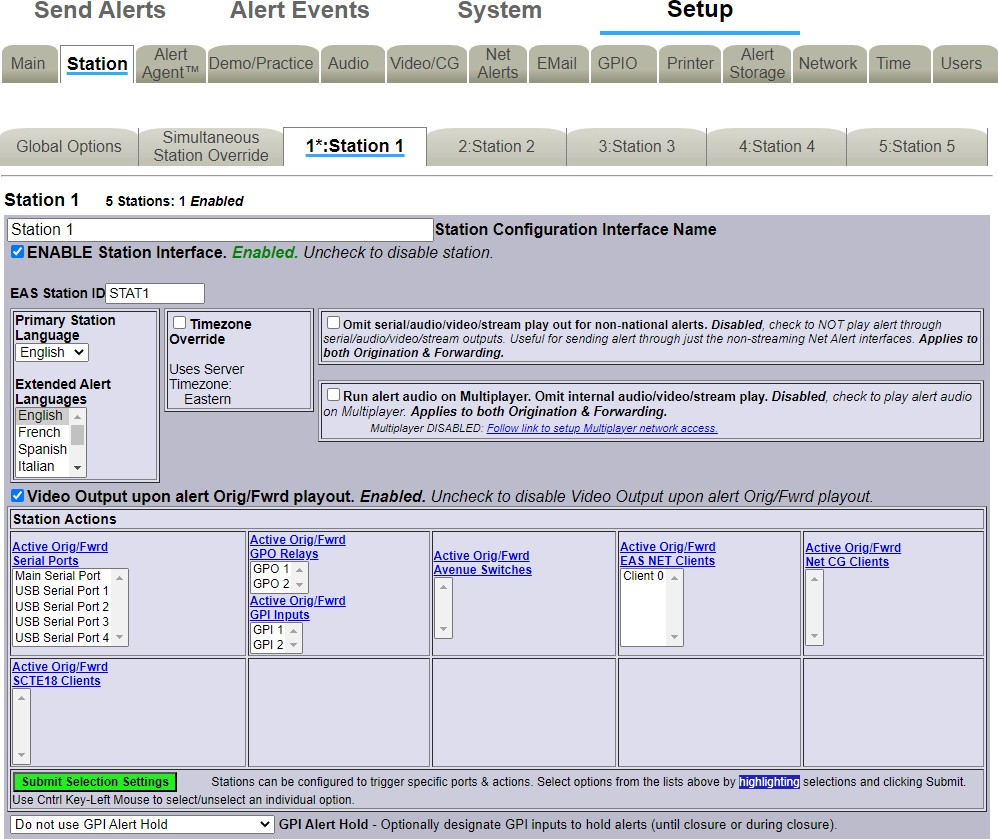 Send Alerts Alert Events System Setup
Main Station Alert Agent™ Demo/Practice Audio Video/CG Net Alerts EMail GPIO Printer Alert Storage Network Time Users
Global Options Simultaneous Station Override 1*:Station 1 2:Station 2 3:Station 3 4:Station 4 5:Station 5
Station 1 5 Stations: 1 Enabled
Station 1 Station Configuration Interface Name
ENABLE Station Interface. Enabled. Uncheck to disable station.
EAS Station ID STAT1
Primary Station
Language
English
Extended Alert
Languages
English
French
Spanish
Italian
Timezone
Override
Uses Server
Timezone:
Eastern
Omit serial/audio/video/stream play out for non-national alerts. Disabled, check to NOT play alert through
serial/audio/video/stream outputs. Useful for sending alert through just the non-streaming Net Alert interfaces. Applies to
both Origination & Forwarding.
Run alert audio on Multiplayer. Omit internal audio/video/stream play. Disabled, check to play alert audio
on Multiplayer. Applies to both Origination & Forwarding.
Multiplayer DISABLED: Follow link to setup Multiplayer network access.
Video Output upon alert Orig/Fwrd playout. Enabled. Uncheck to disable Video Output upon alert Orig/Fwrd playout.
Station Actions
Active Orig/Fwrd
Serial Ports
Main Serial Port
USB Serial Port 1
USB Serial Port 2
USB Serial Port 3
USB Serial Port 4
Active Orig/Fwrd
GPO Relays
GPO 1
GPO 2
Active Orig/Fwrd
GPI Inputs
GPI 1
GPI 2
Active Orig/Fwrd
Avenue Switches
Active Orig/Fwrd
EAS NET Clients
Client 0
Active Orig/Fwrd
Net CG Clients
Active Orig/Fwrd
SCTE18 Clients
Submit Selection Settings Stations can be configured to trigger specific ports & actions. Select options from the lists above by highlighting selections and clicking Submit.
Use Cntrl Key-Left Mouse to select/unselect an individual option.
Do not use GPI Alert Hold GPI Alert Hold - Optionally designate GPI inputs to hold alerts (until closure or during closure).